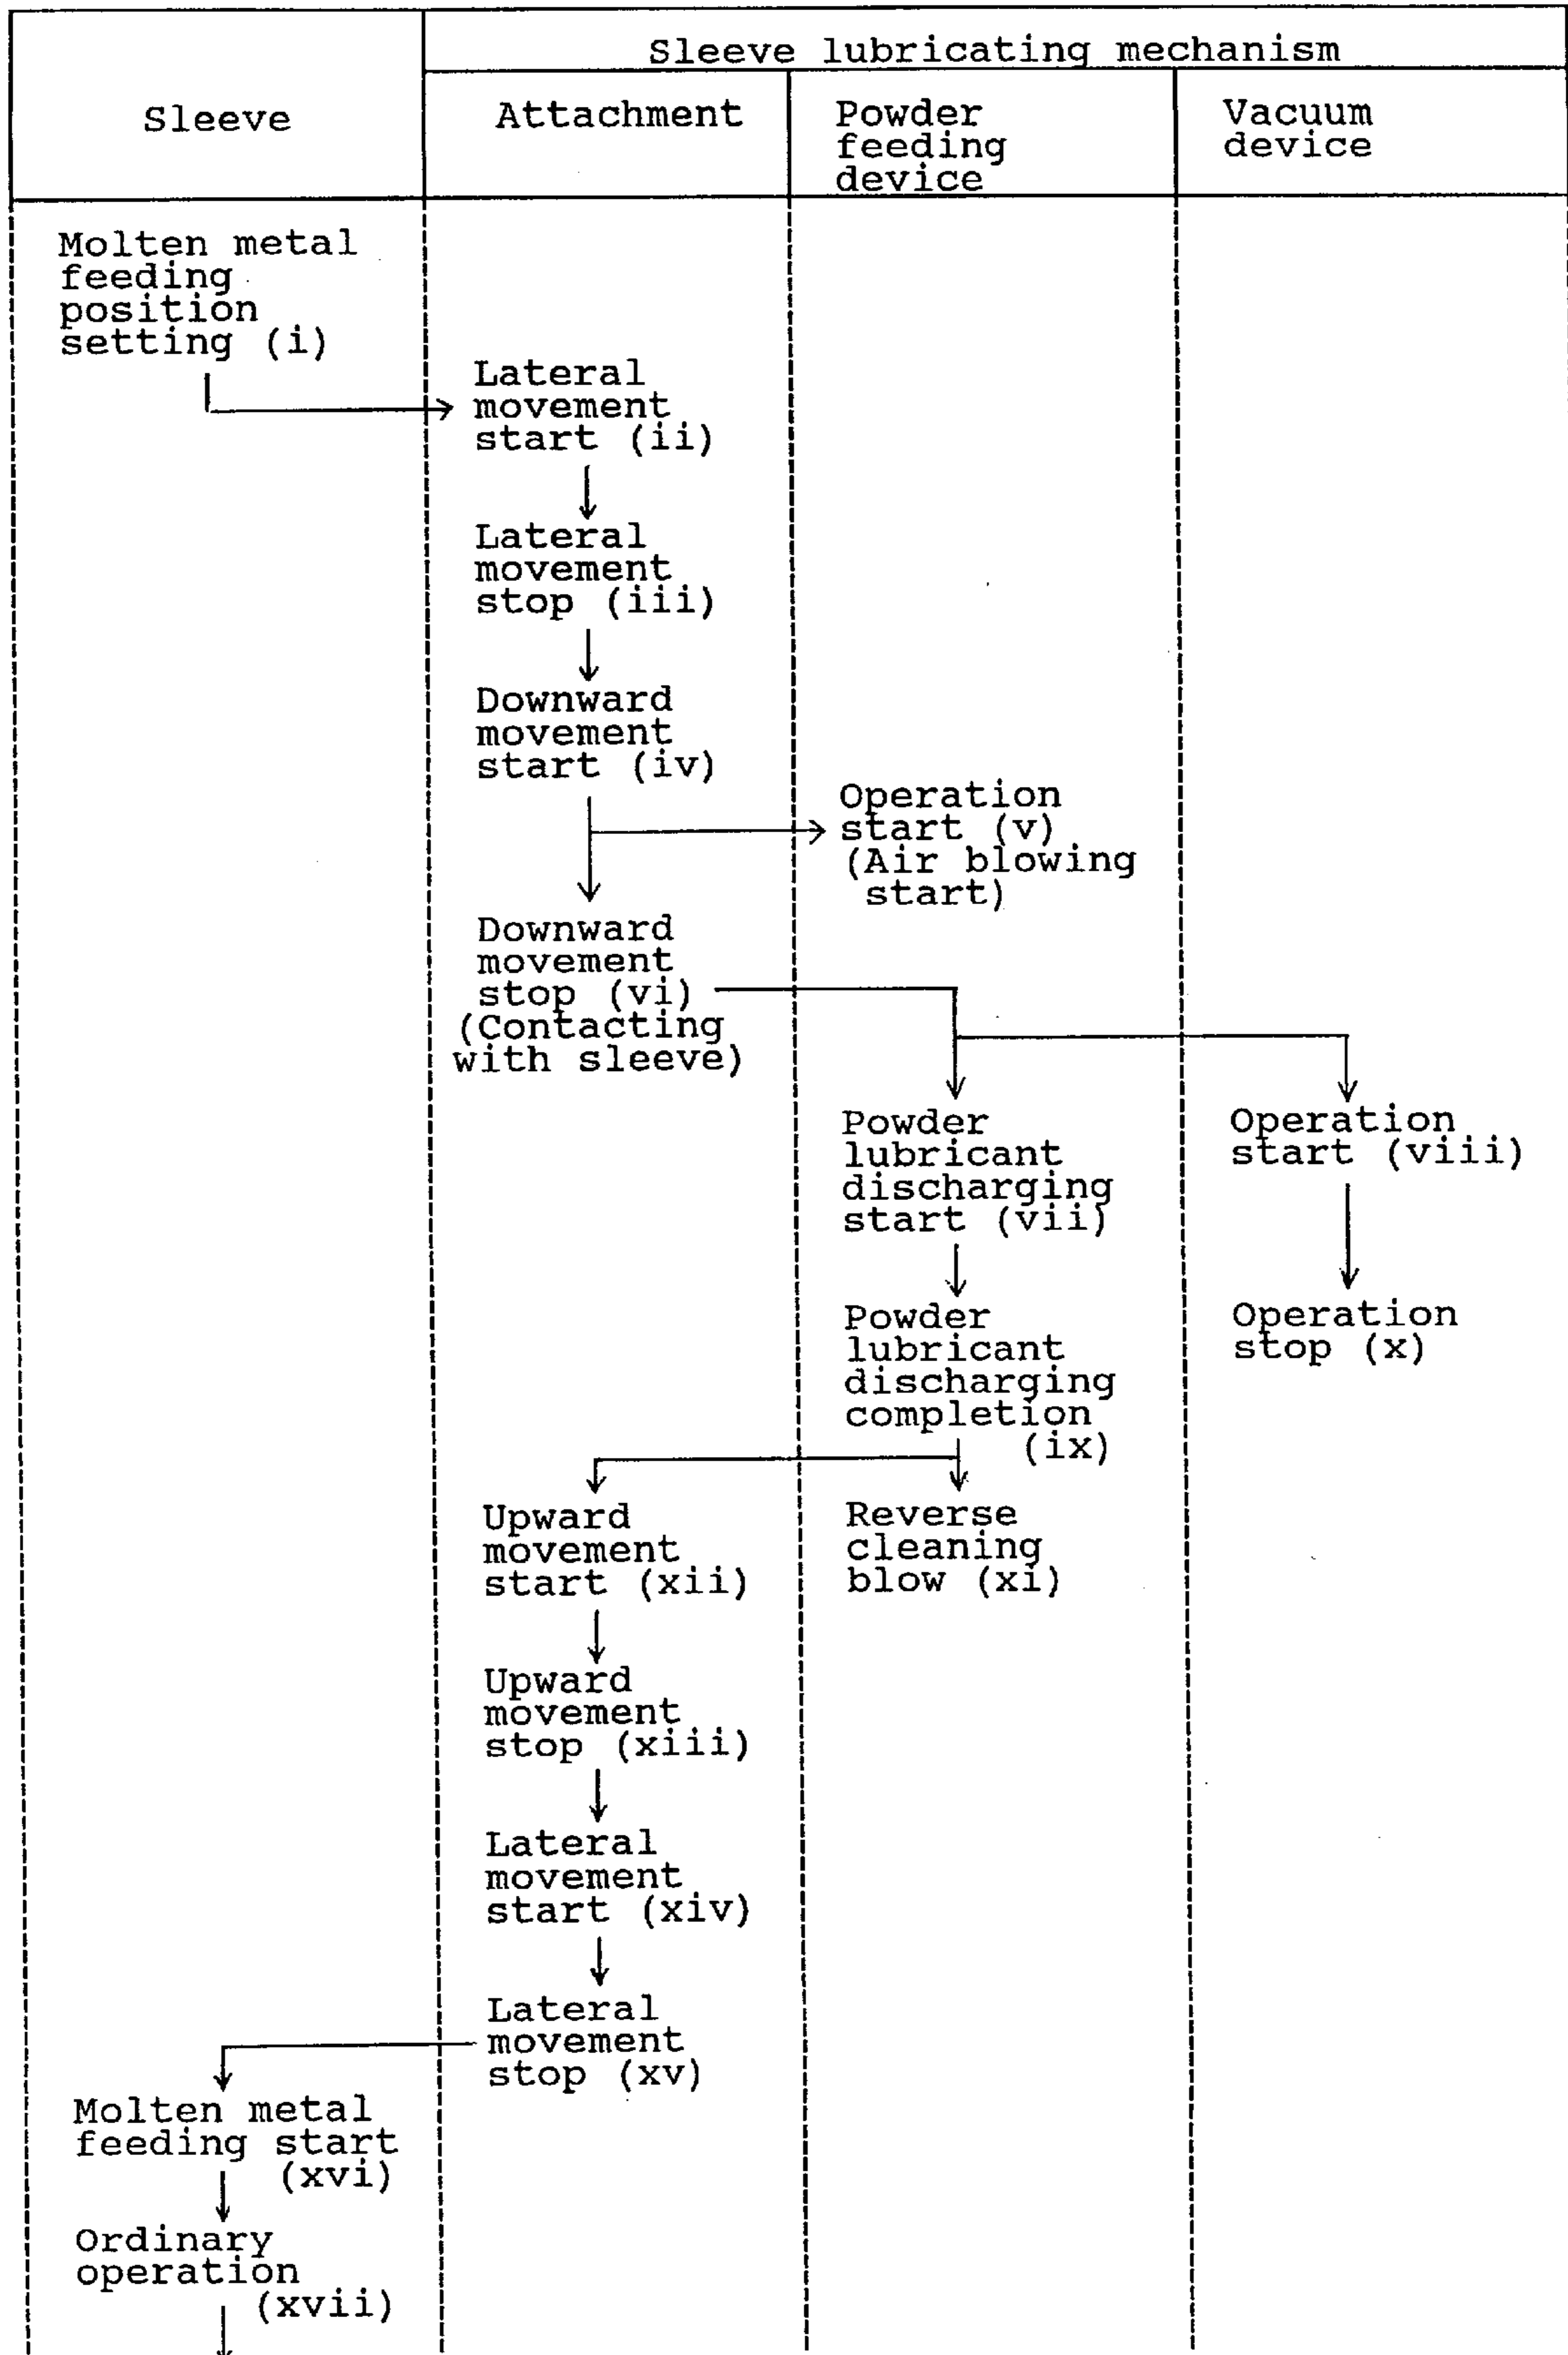 Sleeve lubricating mechanism
Sleeve
Attachment
Powder
feeding
device
Vacuum
device
Molten metal
feeding
position
setting (i)
Lateral
movement
start (ii)
Lateral
movement
stop (iii)
Downward
movement
start (iv)
Operation
start (v)
(Air blowing
start)
Downward
movement
stop (vi)
(Contacting
with sleeve)
Powder
lubricant
discharging
start (vii)
Operation
start (viii)
Powder
lubricant
discharging
completion
(ix)
Operation
stop (x)
Upward
movement
start (xii)
Reverse
cleaning
blow (xi)
Upward
movement
stop (xiii)
Lateral
movement
start (xiv)
Lateral
movement
stop (xv)
Molten metal
feeding start
(xvi)
Ordinary
operation
(xvii)